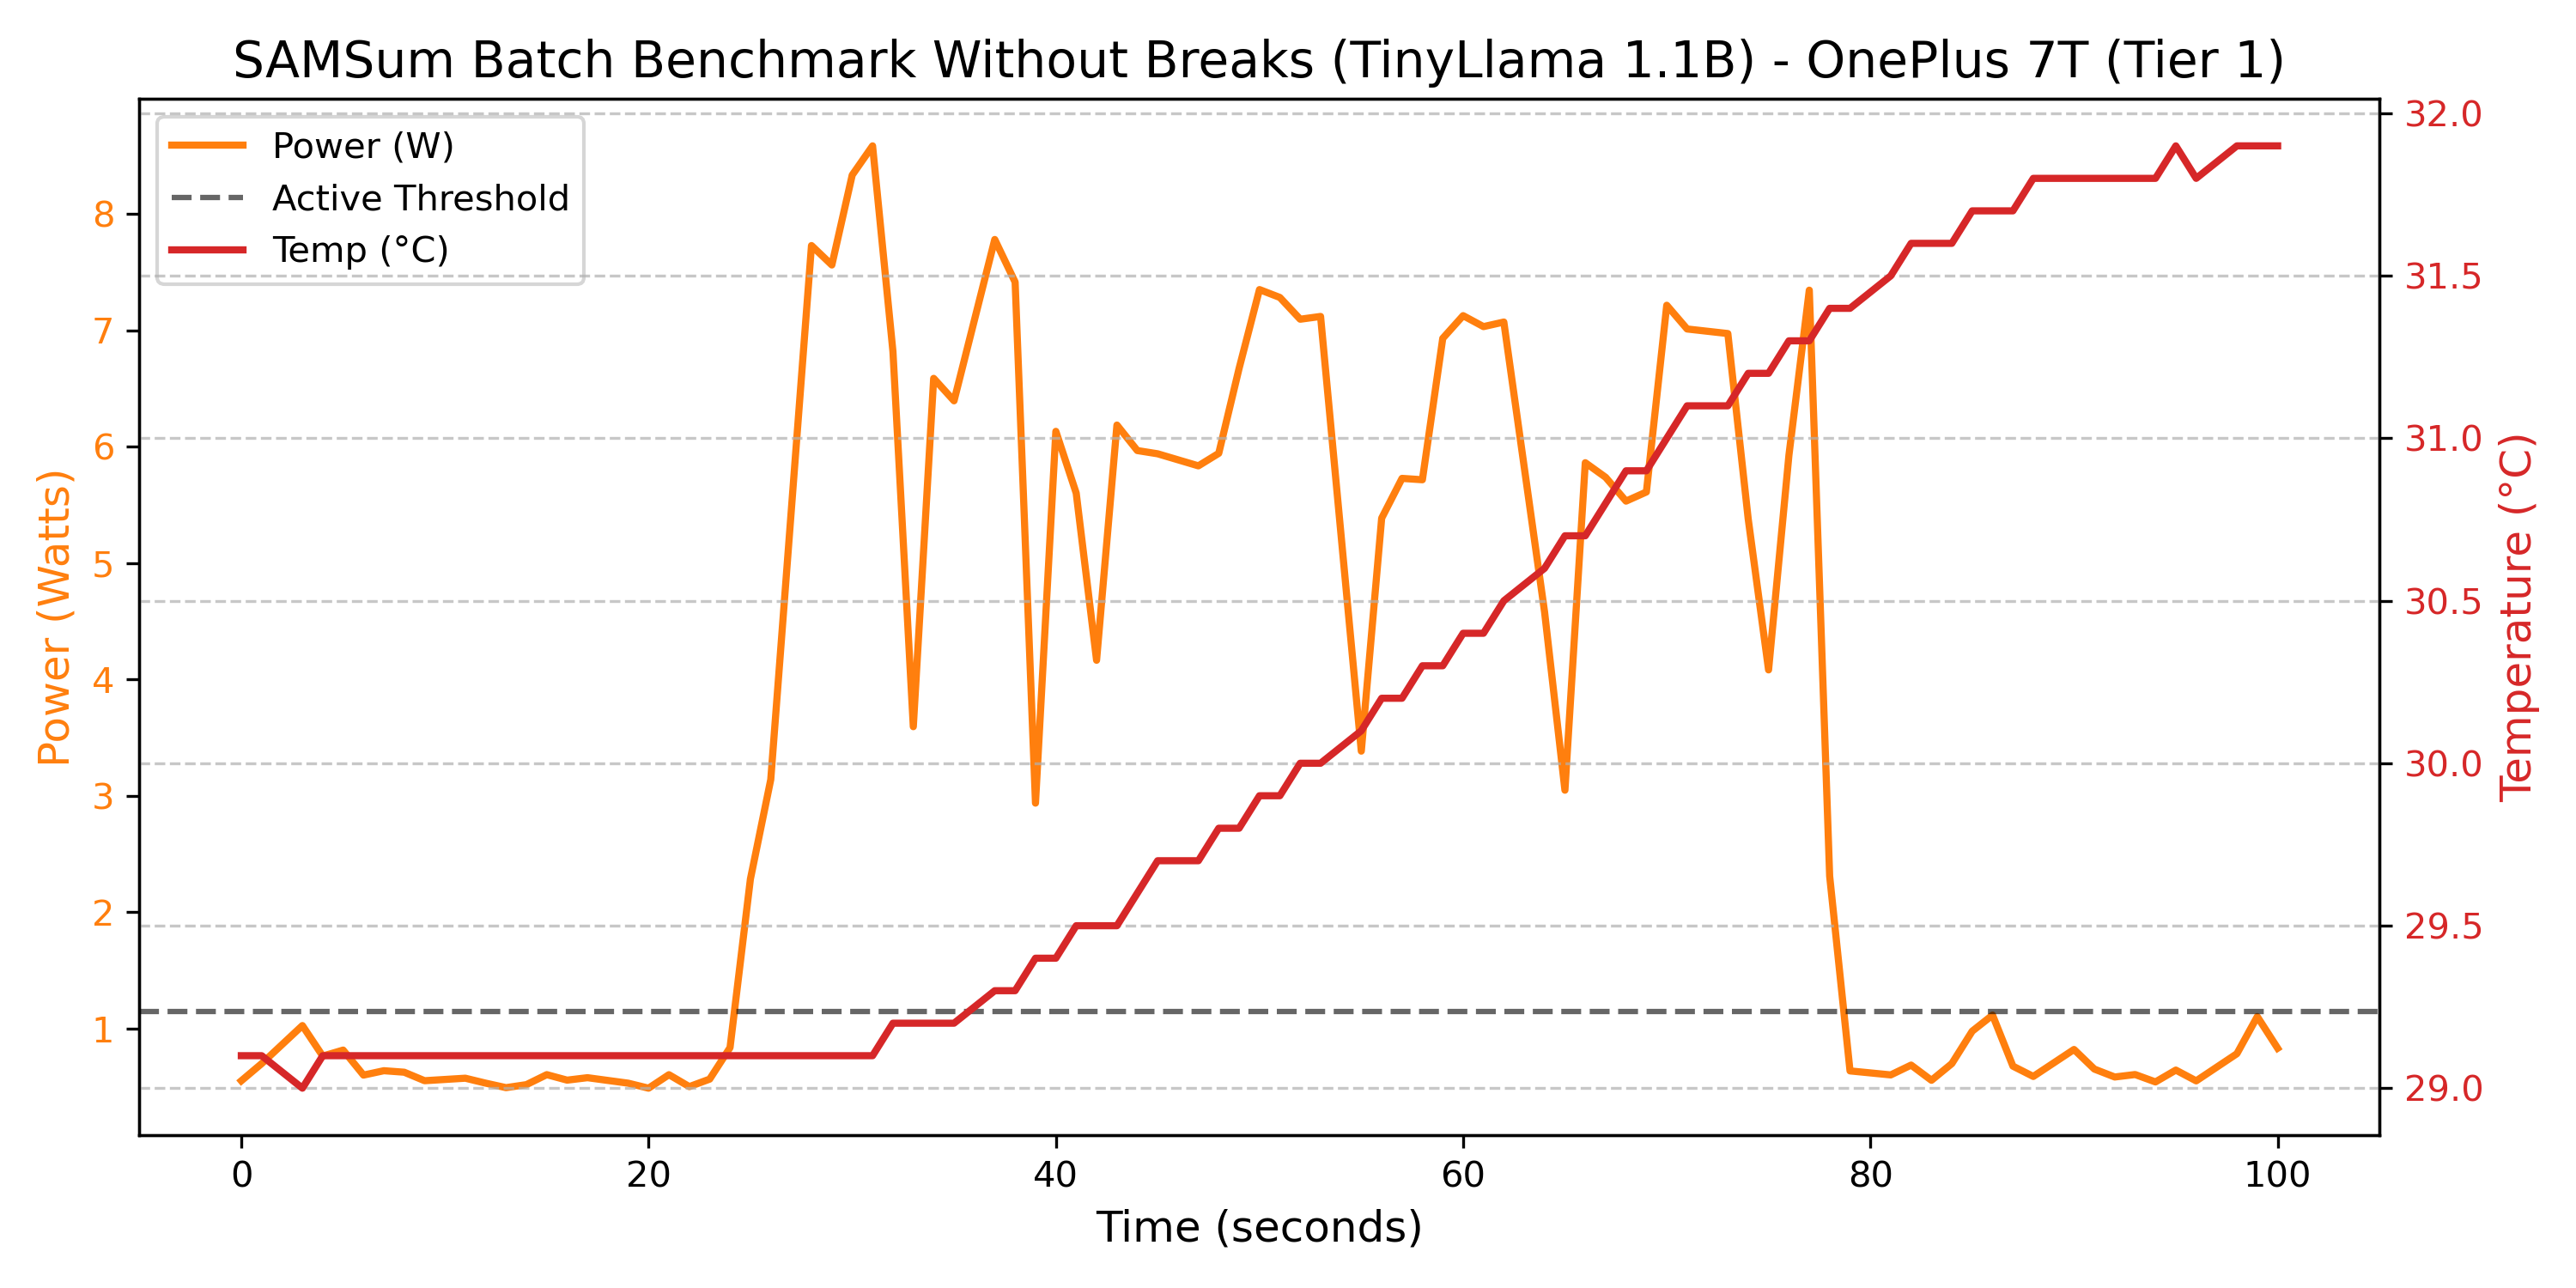 SAMSum Batch Benchmark Without Breaks (TinyLlama 1.1B) - OnePlus 7T (Tier 1)
Power (W)
Active Threshold
Temp (°C)
Power (Watts)
8
7
6
5
4
3
2
1
32.0
31.5
31.0
30.5
30.0
29.5
29.0
Temperature (°C)
0 20 40 60 80 100
Time (seconds)